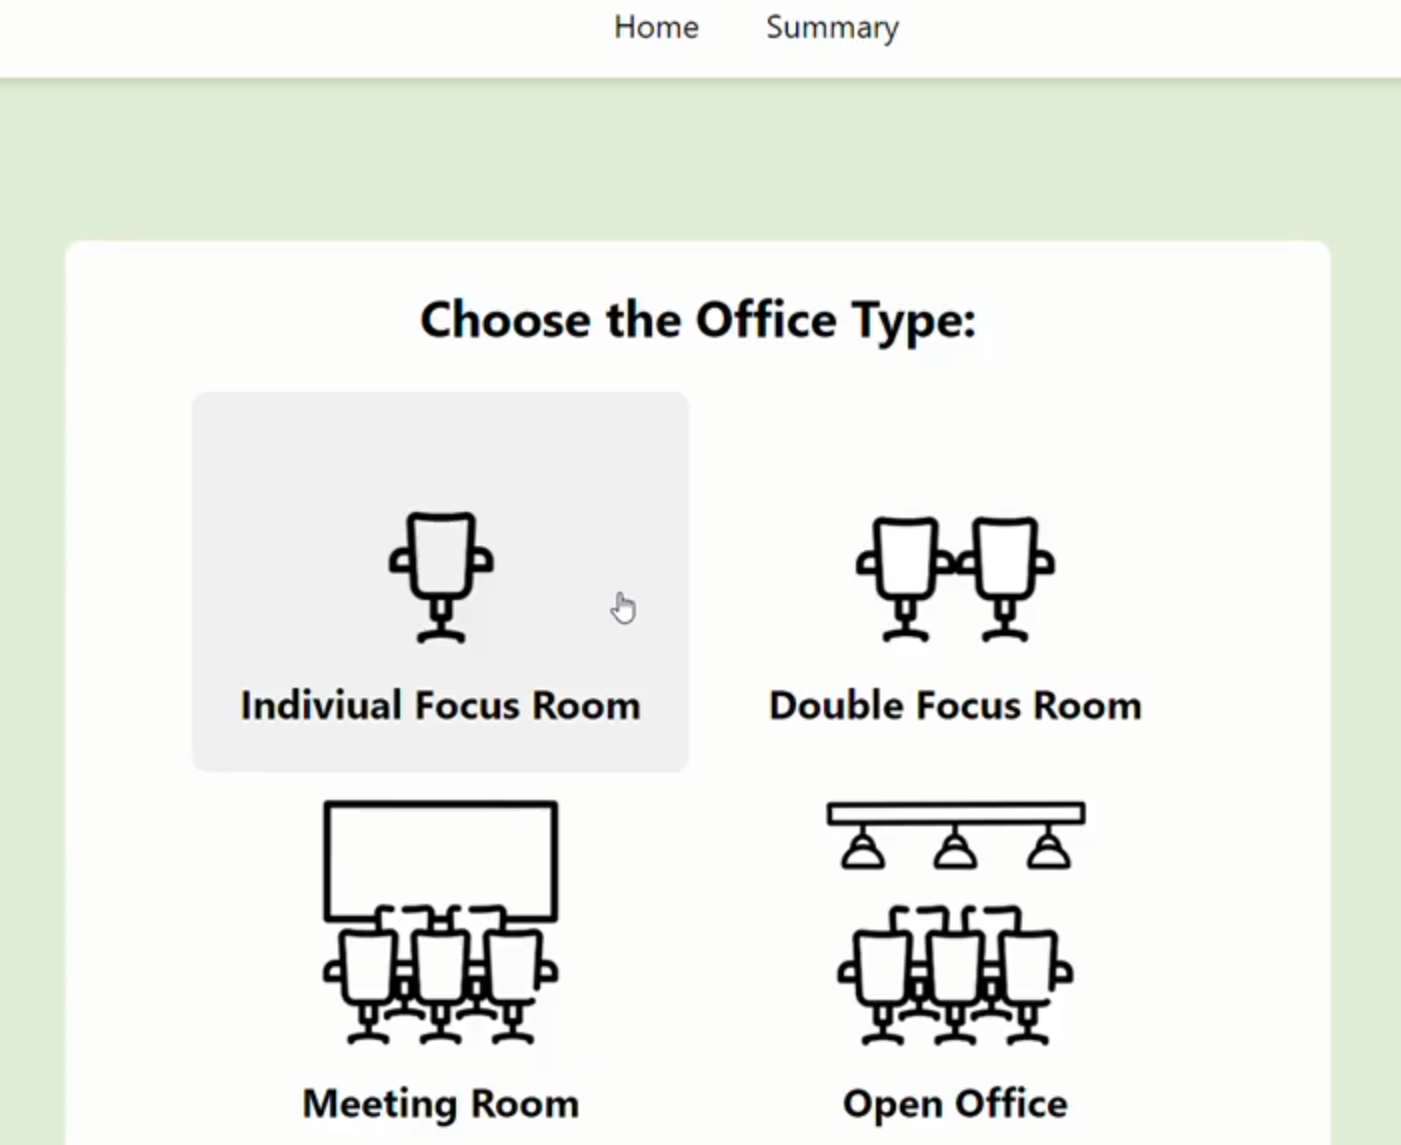 Home Summary
Choose the Office Type:
Indiviual Focus Room
Double Focus Room
Meeting Room
Open Office